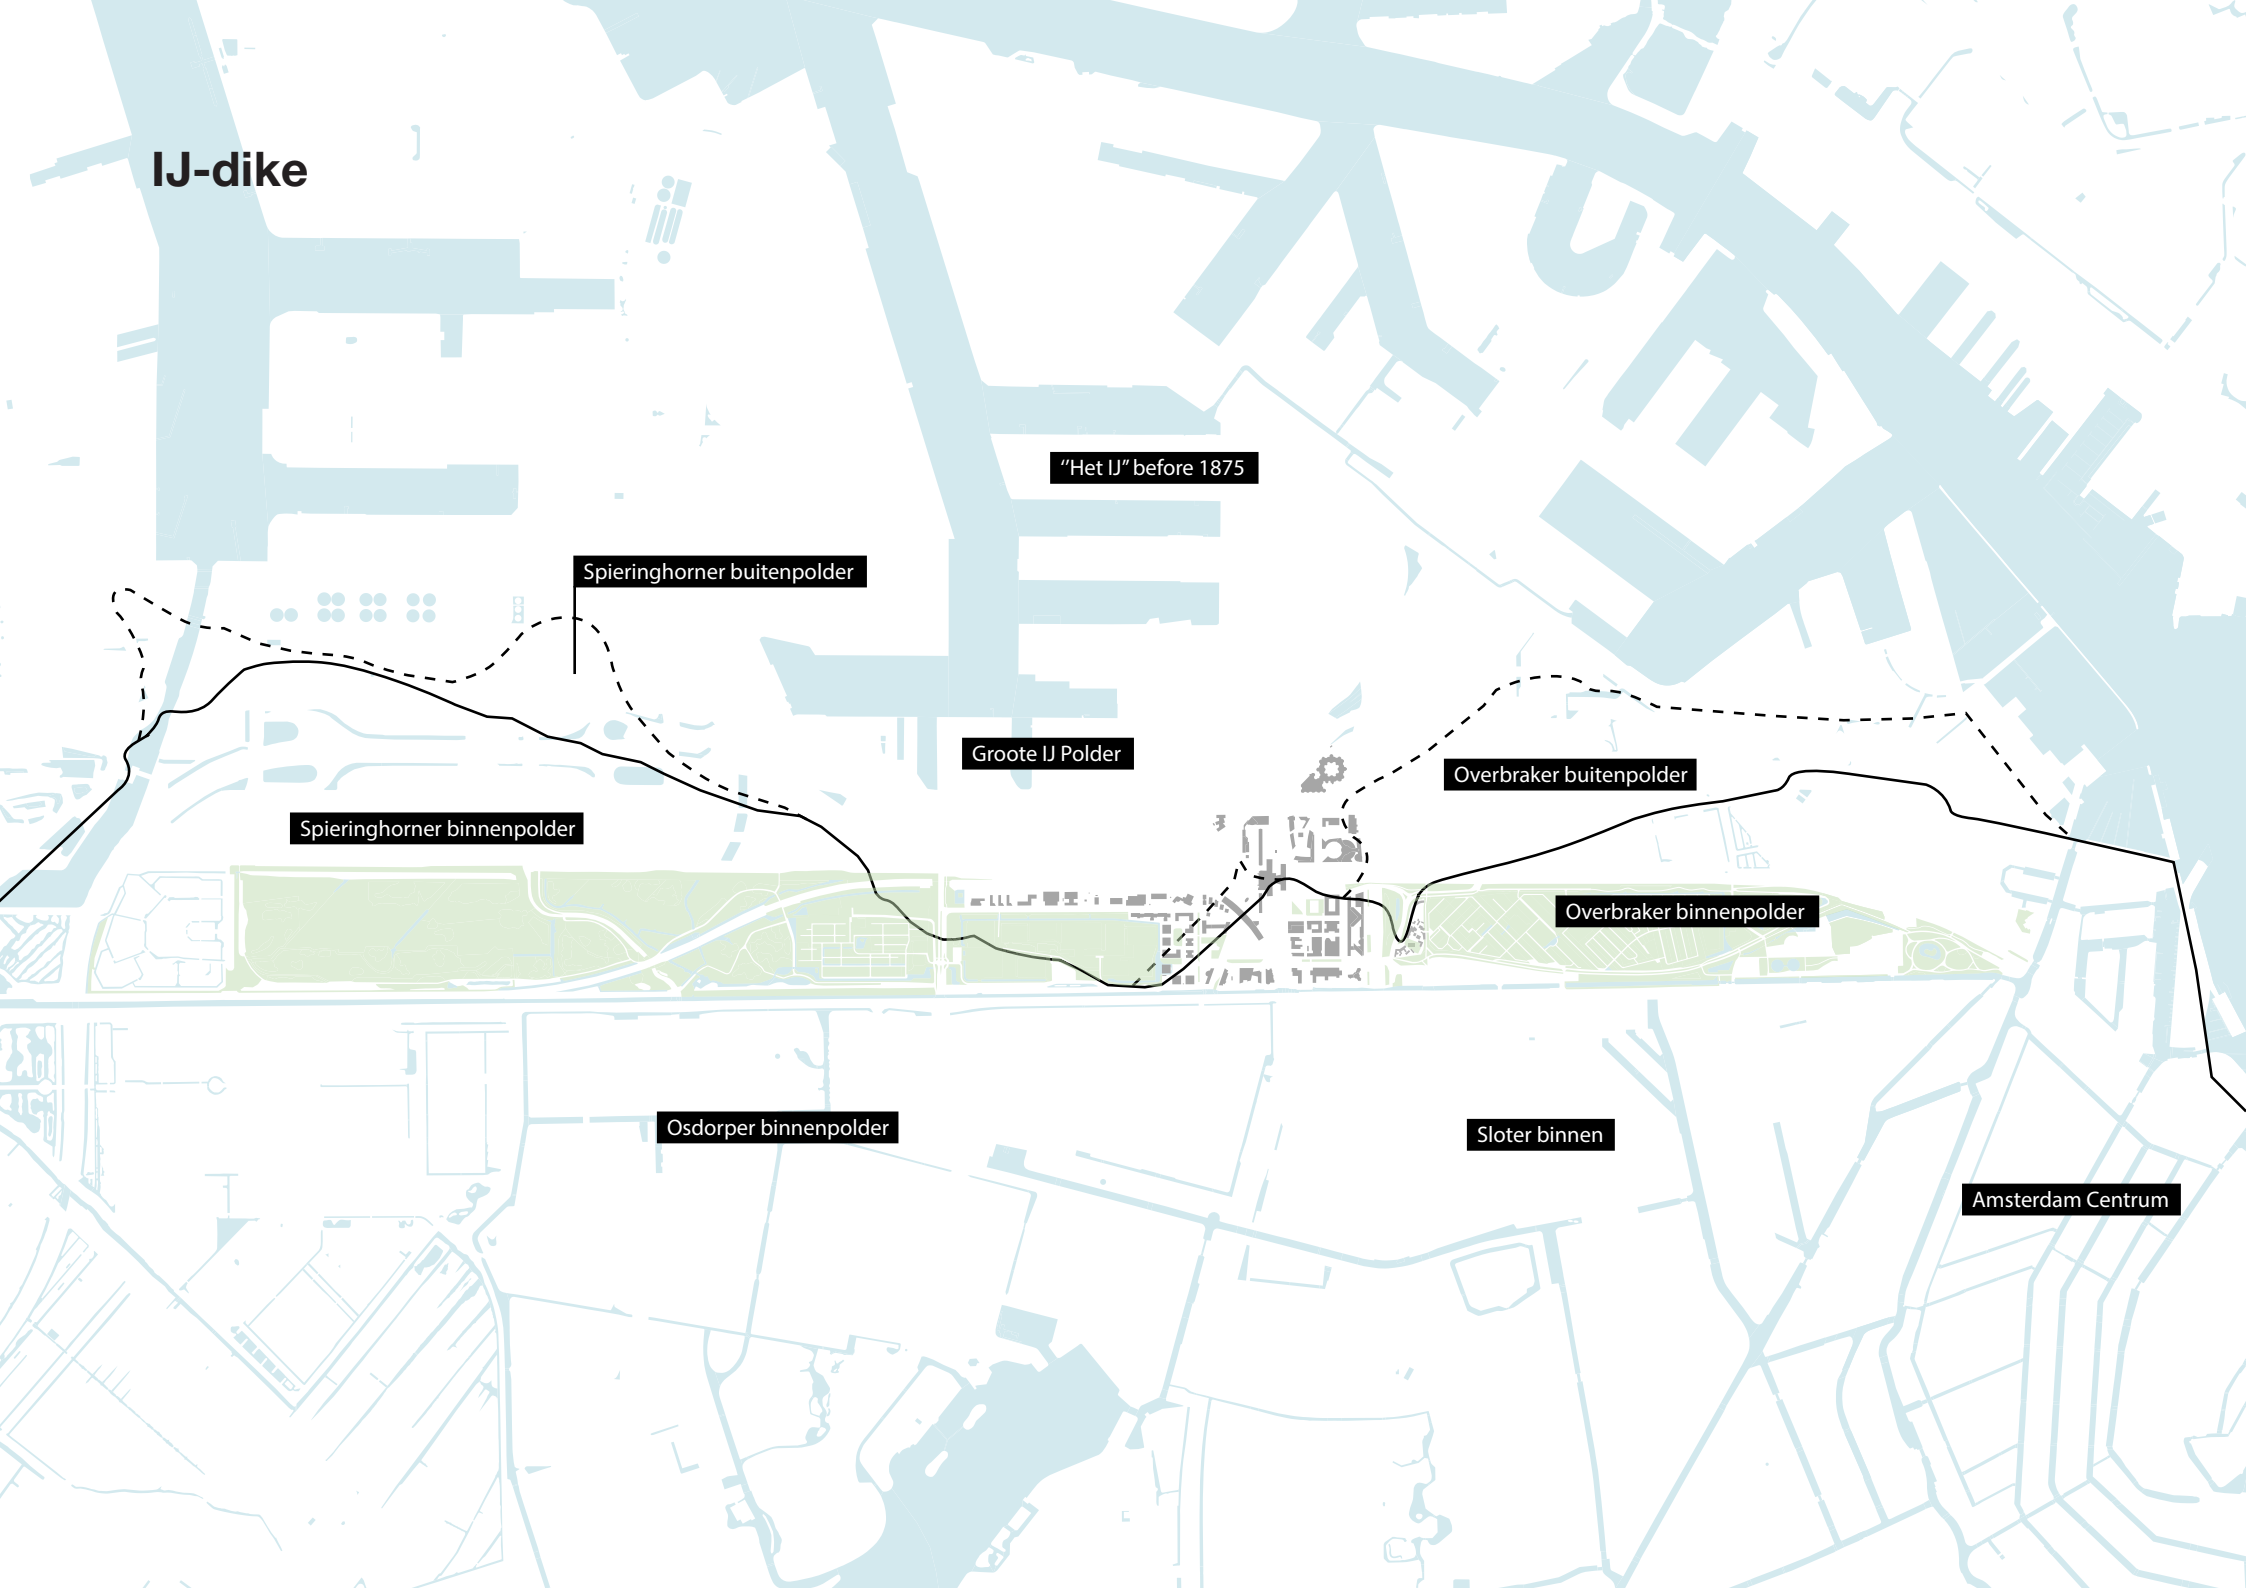 IJ-dike
‘’Het IJ’’ before 1875
Spieringhorner buitenpolder
Groote IJ Polder
Overbraker buitenpolder
Spieringhorner binnenpolder
Overbraker binnenpolder
Osdorper binnenpolder
Sloter binnen
Amsterdam Centrum